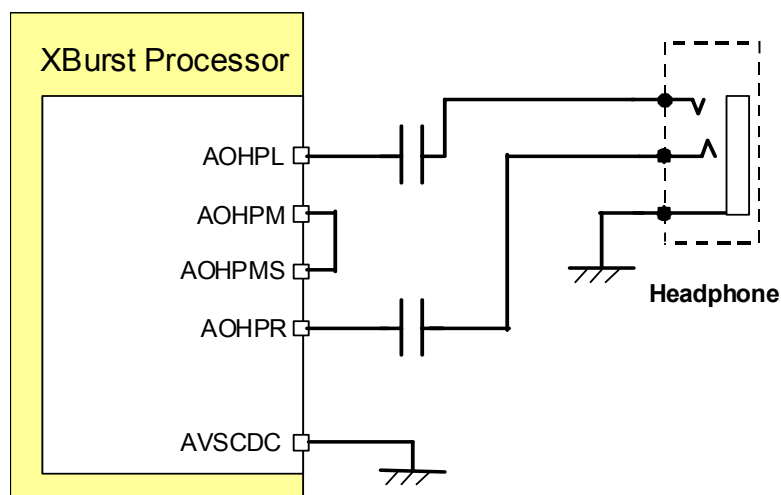 XBurst Processor
AOHPL
AOHPM
AOHPMS
AOHPR
AVSCDC
Headphone